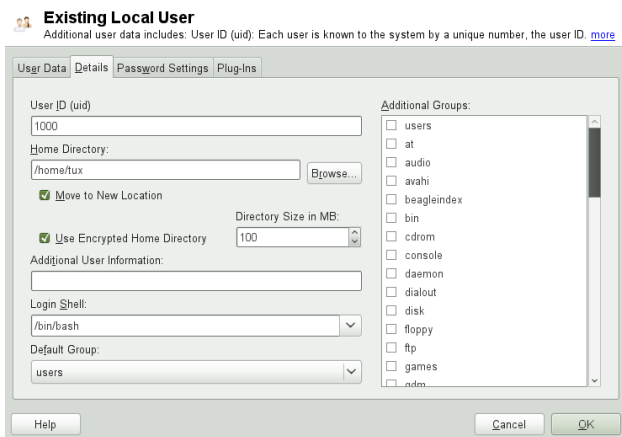 Existing Local User
Additional user data includes: User ID (uid): Each user is known to the system by a unique number, the user ID. more
User Data Details Password Settings Plug-Ins
User ID (uid)
1000
Home Directory:
/home/tux
Browse...
Move to New Location
Directory Size in MB:
Use Encrypted Home Directory
100
Additional User Information:
Login Shell:
/bin/bash
Default Group:
users
Additional Groups:
users
at
audio
avahi
beagleindex
bin
cdrom
console
daemon
dialout
disk
floppy
ftp
games
gdm
Help
Cancel
OK